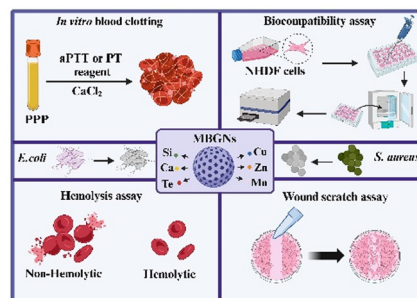 In vitro blood clotting
aPTT or PT
reagent
CaCl2
PPP
Biocompatibility assay
NHDF cells
E.coli
MBGNs
Si
Ca
Te
Cu
Zn
Mn
S. aureus
Hemolysis assay
Non-Hemolytic
Hemolytic
Wound scratch assay